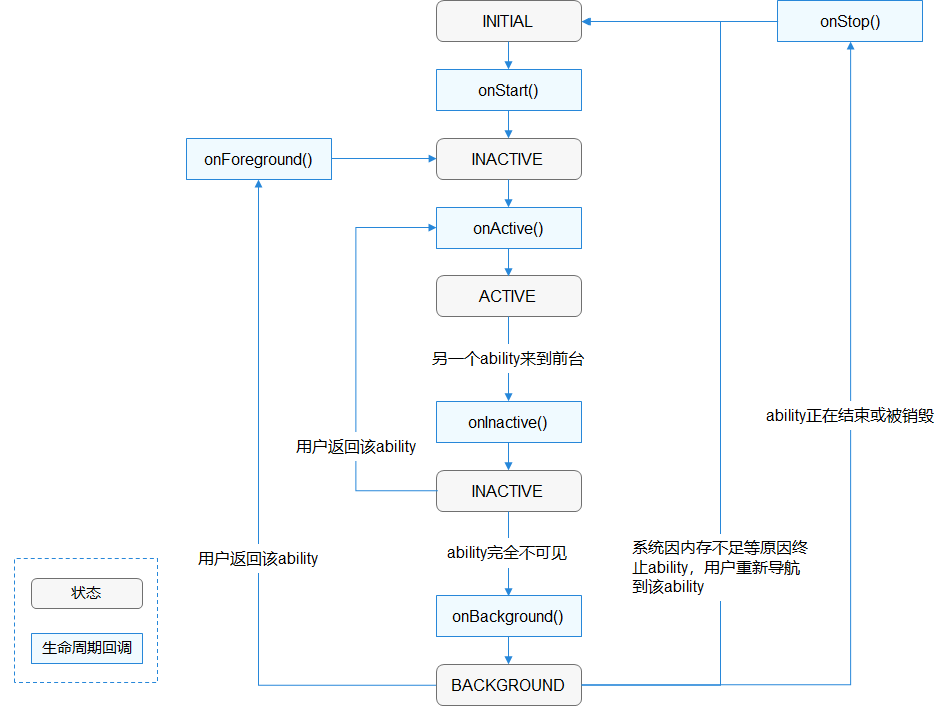 INITIAL
onStop()
onStart()
onForeground()
INACTIVE
onActive()
ACTIVE
另一个ability来到前台
ability正在结束或被销毁
onInactive()
用户返回该ability
INACTIVE
用户返回该ability
ability完全不可见
系统因内存不足等原因终
止ability，用户重新导航
到该ability
状态
onBackground()
生命周期回调
BACKGROUND